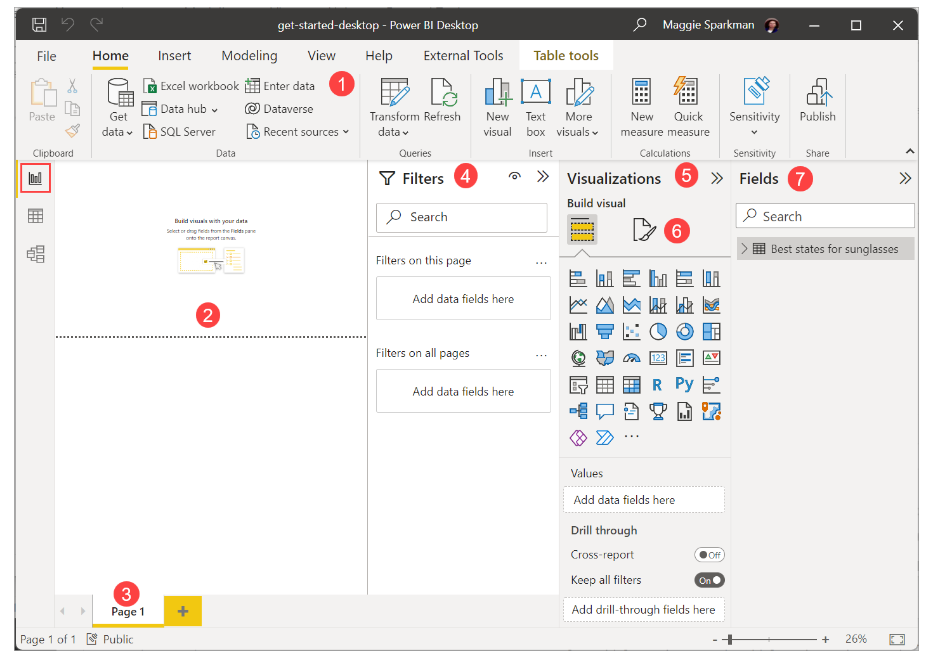 get-started-desktop - Power BI Desktop
Maggie Sparkman
File Home Insert Modeling View Help External Tools Table tools
Paste
Clipboard
Get data
Excel workbook
Data hub
SQL Server
Enter data
Dataverse
Recent sources
1
Data
Transform data
Refresh
Queries
New visual
Text box
More visuals
Insert
New measure
Quick measure
Calculations
Sensitivity
Sensitivity
Publish
Share
Build visuals with your data
Select or drag fields from the Fields pane
onto the report canvas.
2
Filters 4
Search
Filters on this page ...
Add data fields here
Filters on all pages ...
Add data fields here
Visualizations 5
Build visual
6
123
R Py
...
Values
Add data fields here
Drill through
Cross-report Off
Keep all filters On
Add drill-through fields here
Fields 7
Search
Best states for sunglasses
3
Page 1 +
Page 1 of 1 Public
- + 26%